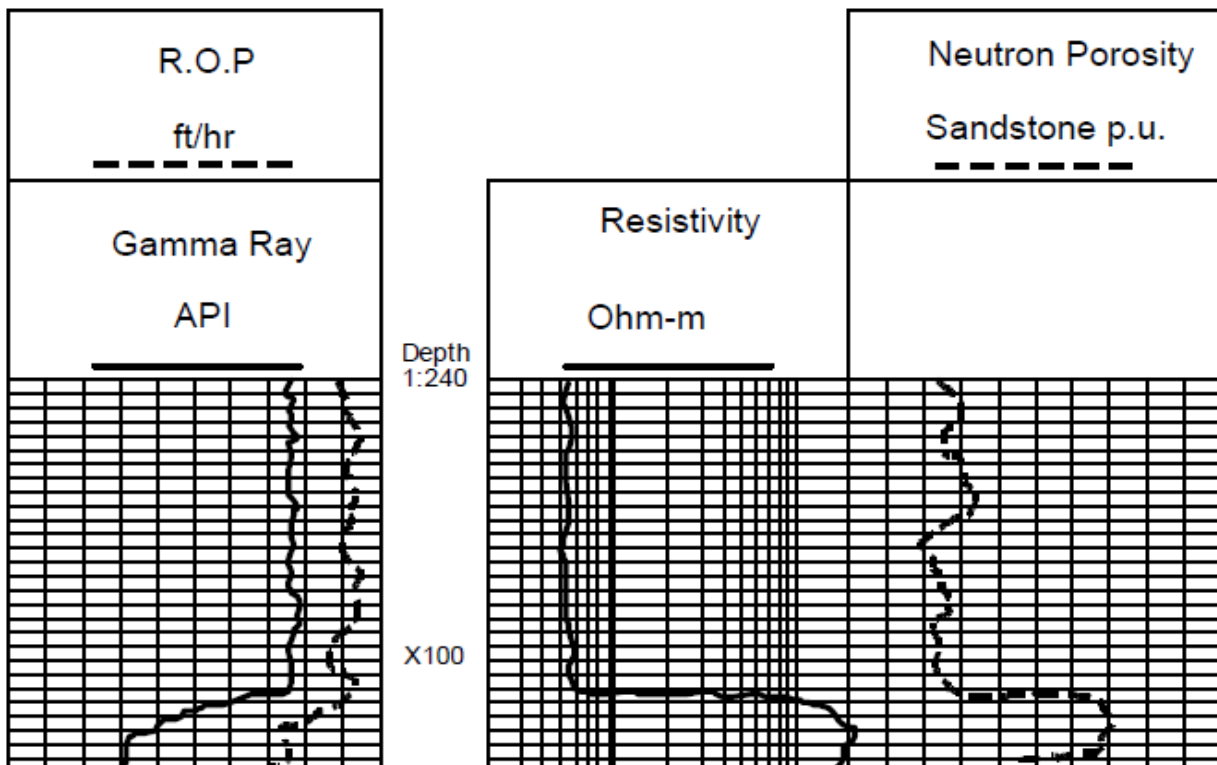 R.O.P
ft/hr
Neutron Porosity
Sandstone p.u.
Gamma Ray
API
Resistivity
Ohm-m
Depth
1:240
X100